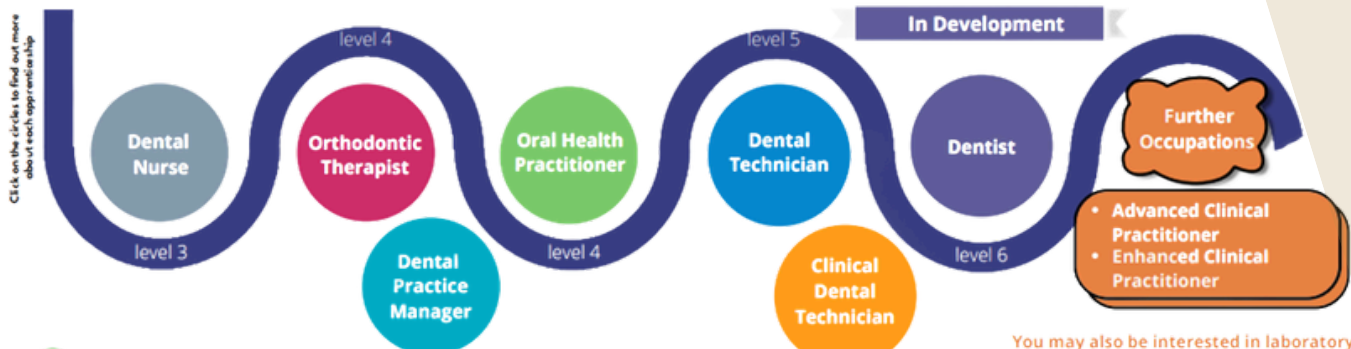 Click on the circles to find out more
about each apprenticeship
level 4
level 5
In Development
Dental
Nurse
Orthodontic
Therapist
Oral Health
Practitioner
Dental
Technician
Dentist
Further
Occupations
level 3
level 4
level 6
Dental
Practice
Manager
Clinical
Dental
Technician
• Advanced Clinical
Practitioner
• Enhanced Clinical
Practitioner
You may also be interested in laboratory